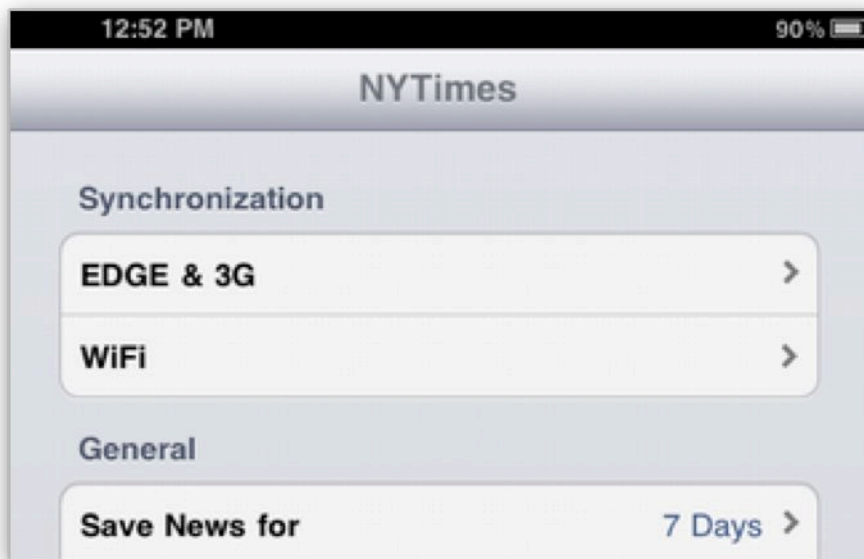 12:52 PM 90%
NYTimes
Synchronization
EDGE & 3G
WiFi
General
Save News for 7 Days